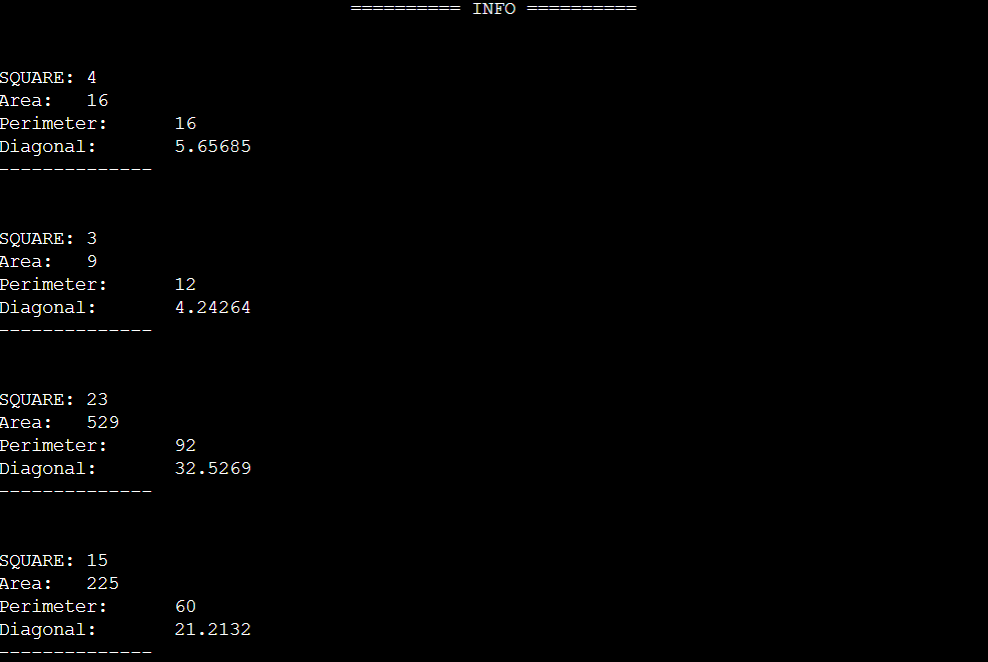 ========== INFO ==========
SQUARE: 4
Area: 16
Perimeter: 16
Diagonal: 5.65685
--------------
SQUARE: 3
Area: 9
Perimeter: 12
Diagonal: 4.24264
--------------
SQUARE: 23
Area: 529
Perimeter: 92
Diagonal: 32.5269
--------------
SQUARE: 15
Area: 225
Perimeter: 60
Diagonal: 21.2132
--------------